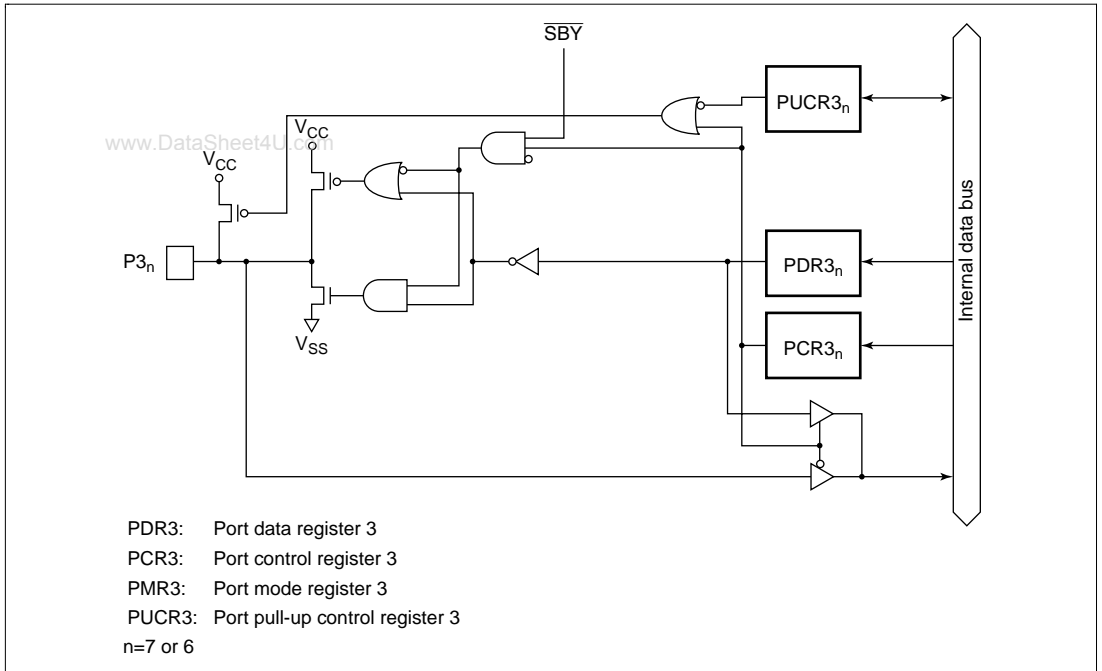 SBY
PUCR3n
www.DataSheet4U.com
VCC
VCC
P3n
PDR3n
Internal data bus
VSS
PCR3n
PDR3: Port data register 3
PCR3: Port control register 3
PMR3: Port mode register 3
PUCR3: Port pull-up control register 3
n=7 or 6